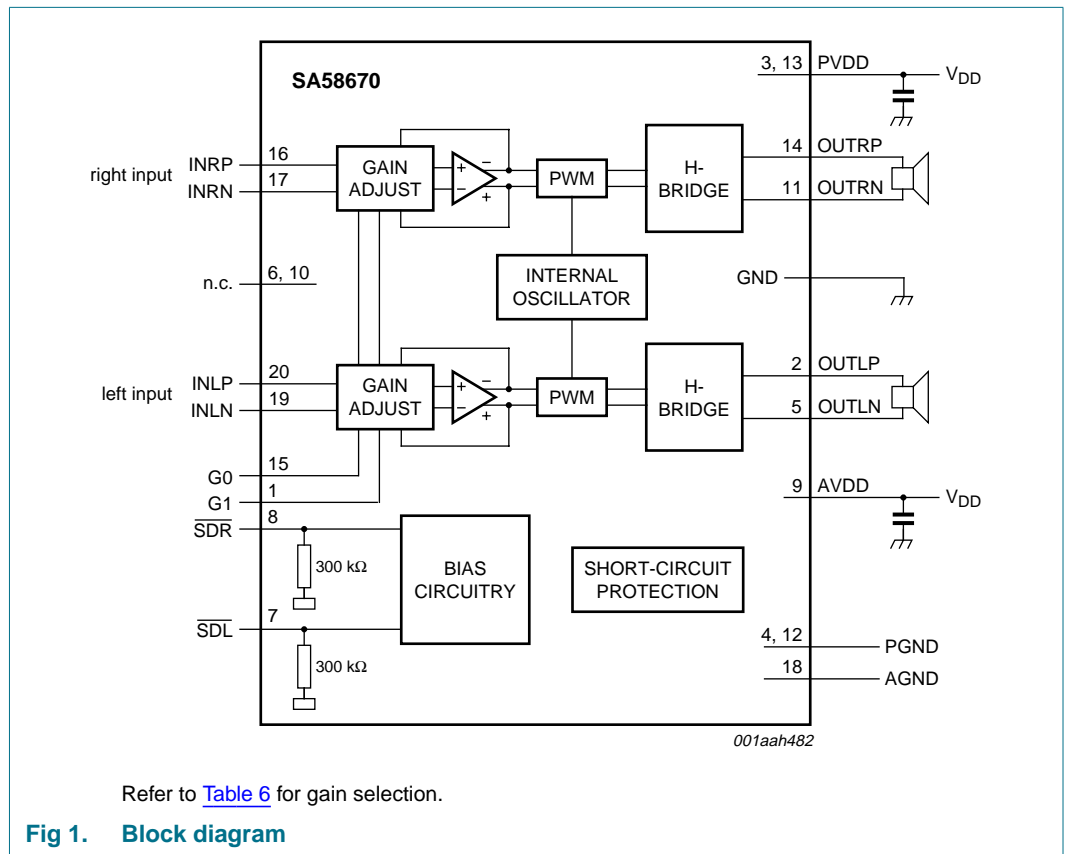 SA58670
3, 13 PVDD
VDD
right input
INRP 16
INRN 17
GAIN ADJUST
+ −
− +
PWM
H-BRIDGE
14 OUTRP
11 OUTRN
n.c. 6, 10
INTERNAL OSCILLATOR
GND
left input
INLP 20
INLN 19
GAIN ADJUST
+ −
− +
PWM
H-BRIDGE
2 OUTLP
5 OUTLN
G0 15
G1 1
9 AVDD
VDD
SDR 8
300 kΩ
BIAS CIRCUITRY
SHORT-CIRCUIT PROTECTION
SDL 7
300 kΩ
4, 12 PGND
18 AGND
001aah482
Refer to Table 6 for gain selection.
Fig 1. Block diagram